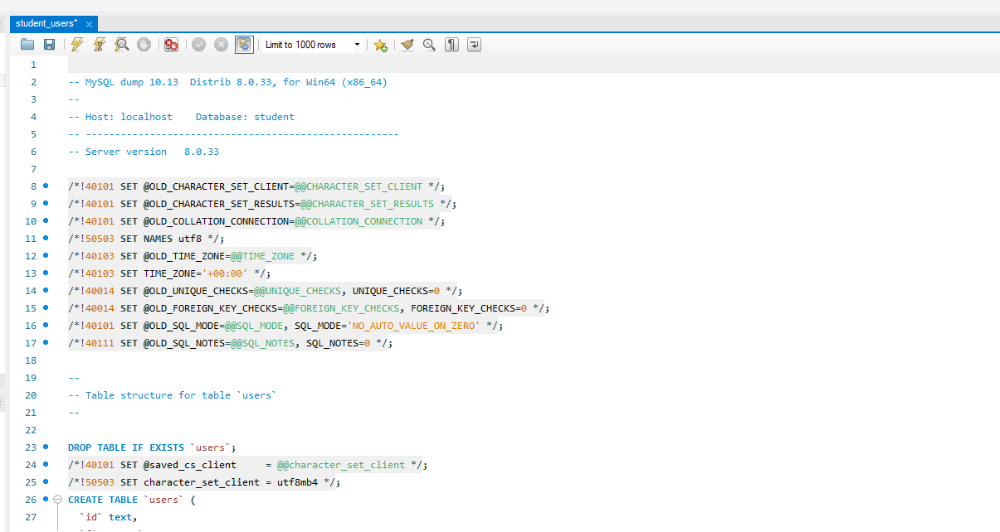 student_users*
Limit to 1000 rows
1
2 -- MySQL dump 10.13  Distrib 8.0.33, for Win64 (x86_64)
3 --
4 -- Host: localhost    Database: student
5 -- ------------------------------------------------------
6 -- Server version   8.0.33
7
8 /*!40101 SET @OLD_CHARACTER_SET_CLIENT=@@CHARACTER_SET_CLIENT */;
9 /*!40101 SET @OLD_CHARACTER_SET_RESULTS=@@CHARACTER_SET_RESULTS */;
10 /*!40101 SET @OLD_COLLATION_CONNECTION=@@COLLATION_CONNECTION */;
11 /*!50503 SET NAMES utf8 */;
12 /*!40103 SET @OLD_TIME_ZONE=@@TIME_ZONE */;
13 /*!40103 SET TIME_ZONE='+00:00' */;
14 /*!40014 SET @OLD_UNIQUE_CHECKS=@@UNIQUE_CHECKS, UNIQUE_CHECKS=0 */;
15 /*!40014 SET @OLD_FOREIGN_KEY_CHECKS=@@FOREIGN_KEY_CHECKS, FOREIGN_KEY_CHECKS=0 */;
16 /*!40101 SET @OLD_SQL_MODE=@@SQL_MODE, SQL_MODE='NO_AUTO_VALUE_ON_ZERO' */;
17 /*!40111 SET @OLD_SQL_NOTES=@@SQL_NOTES, SQL_NOTES=0 */;
18
19 --
20 -- Table structure for table `users`
21 --
22
23 DROP TABLE IF EXISTS `users`;
24 /*!40101 SET @saved_cs_client     = @@character_set_client */;
25 /*!50503 SET character_set_client = utf8mb4 */;
26 CREATE TABLE `users` (
27 `id` text,